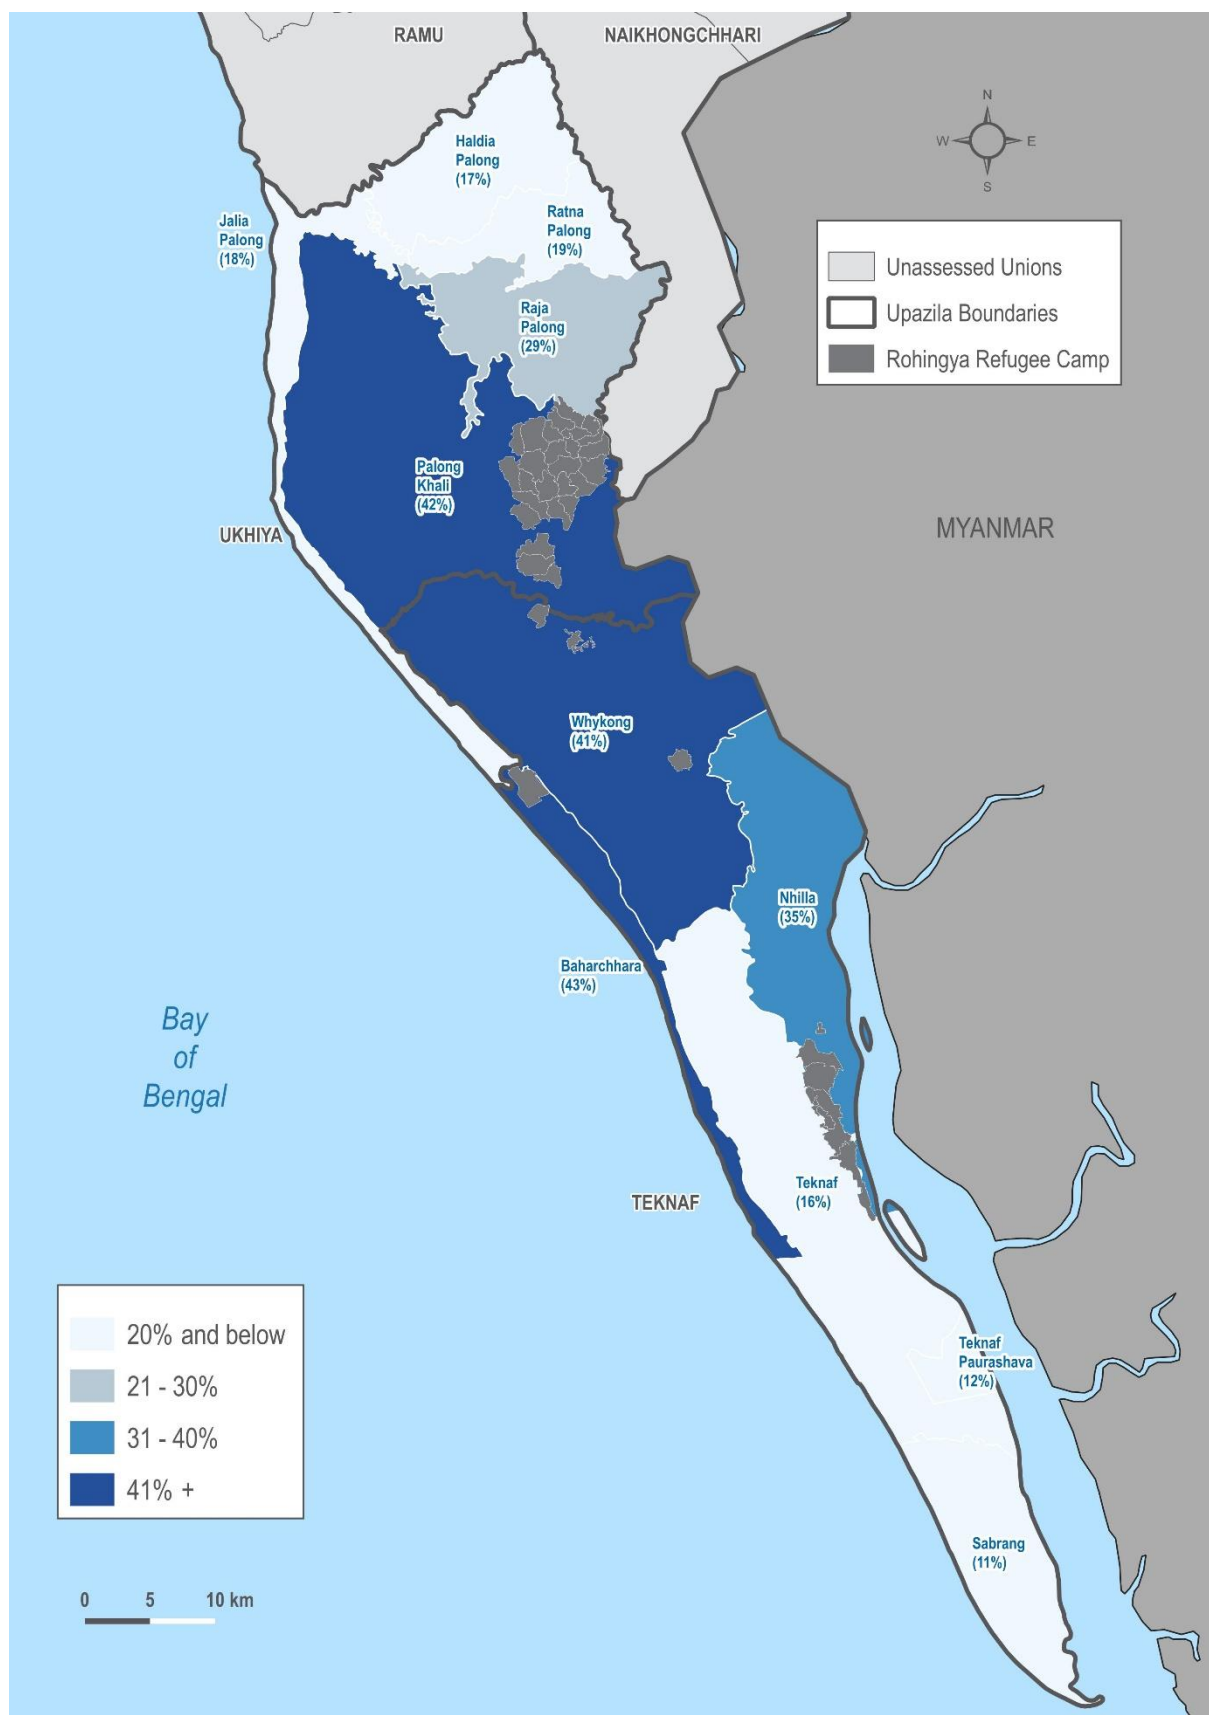 RAMU
NAIKHONGCHHARI
N
W
E
S
Haldia
Palong
(17%)
Jalia
Palong
(18%)
Ratna
Palong
(19%)
Unassessed Unions
Upazila Boundaries
Rohingya Refugee Camp
Raja
Palong
(29%)
Palong
Khali
(42%)
UKHIYA
MYANMAR
Whykong
(41%)
Nhilla
(35%)
Baharchhara
(43%)
Bay
of
Bengal
Teknaf
(16%)
TEKNAF
20% and below
21 - 30%
31 - 40%
41% +
Teknaf
Paurashava
(12%)
Sabrang
(11%)
0 5 10 km